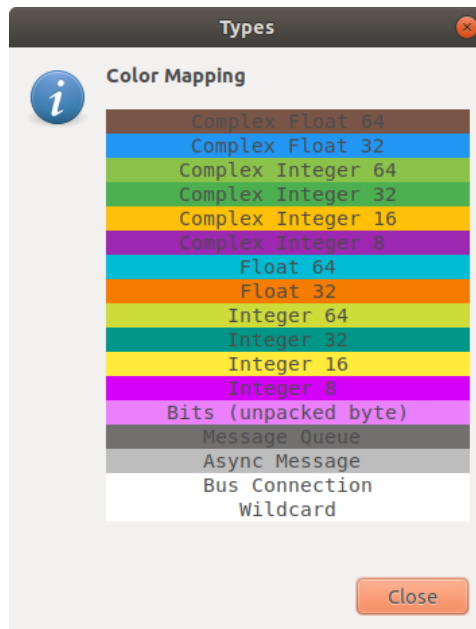 Types
Color Mapping
Complex Float 64
Complex Float 32
Complex Integer 64
Complex Integer 32
Complex Integer 16
Complex Integer 8
Float 64
Float 32
Integer 64
Integer 32
Integer 16
Integer 8
Bits (unpacked byte)
Message Queue
Async Message
Bus Connection
Wildcard
Close